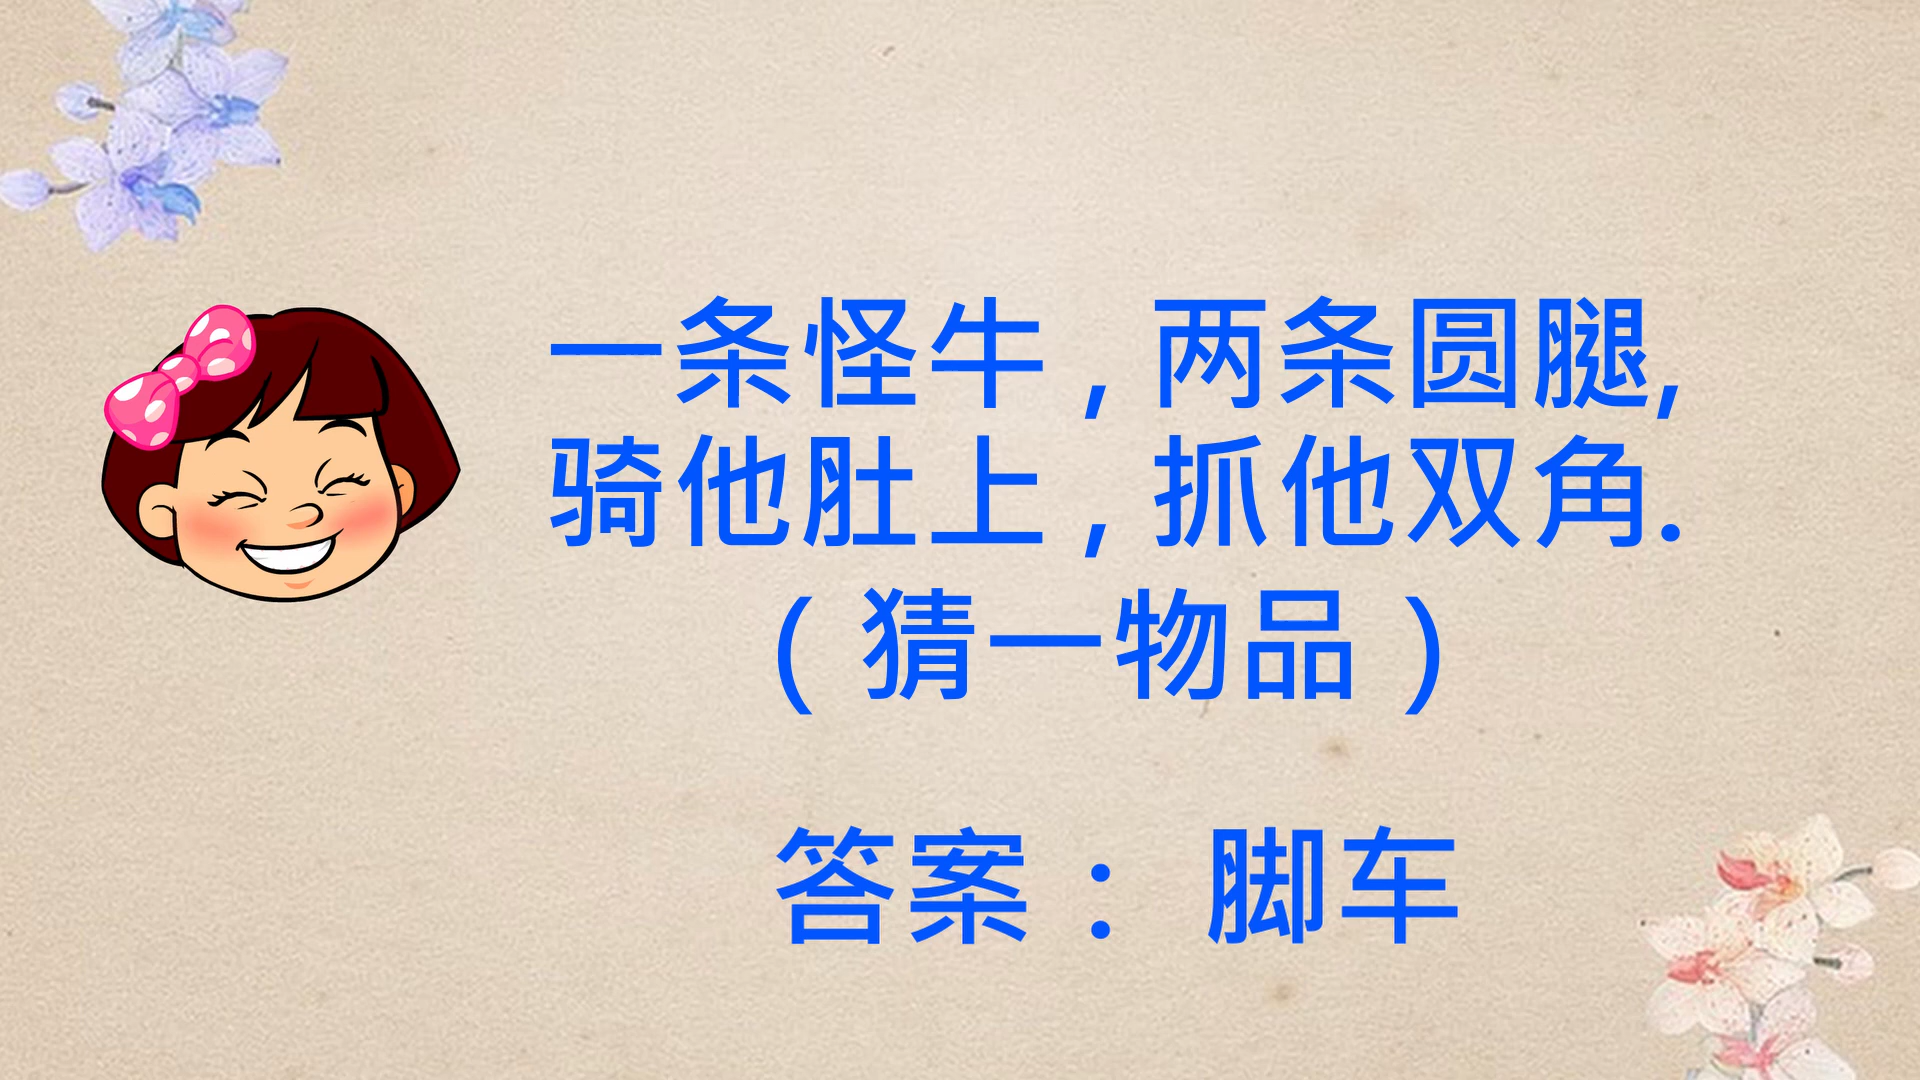 一条怪牛 , 两条圆腿,
骑他肚上 , 抓他双角.
( 猜一物品 )
答案 ： 脚车